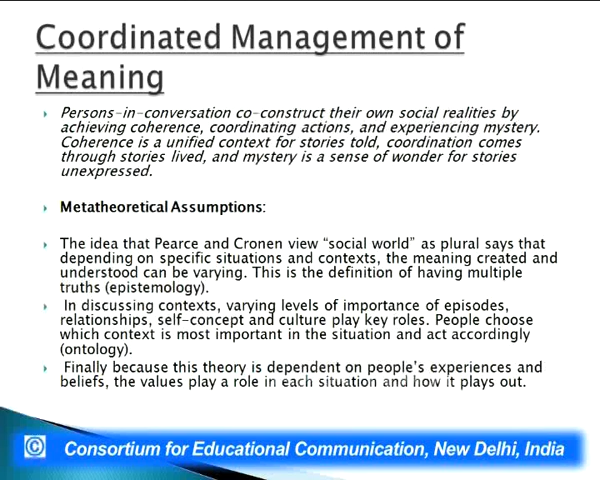 Coordinated Management of
Meaning
Persons-in-conversation co-construct their own social realities by
achieving coherence, coordinating actions, and experiencing mystery.
Coherence is a unified context for stories told, coordination comes
through stories lived, and mystery is a sense of wonder for stories
unexpressed.
Metatheoretical Assumptions:
The idea that Pearce and Cronen view “social world” as plural says that
depending on specific situations and contexts, the meaning created and
understood can be varying. This is the definition of having multiple
truths (epistemology).
In discussing contexts, varying levels of importance of episodes,
relationships, self-concept and culture play key roles. People choose
which context is most important in the situation and act accordingly
(ontology).
Finally because this theory is dependent on people’s experiences and
beliefs, the values play a role in each situation and how it plays out.
© Consortium for Educational Communication, New Delhi, India